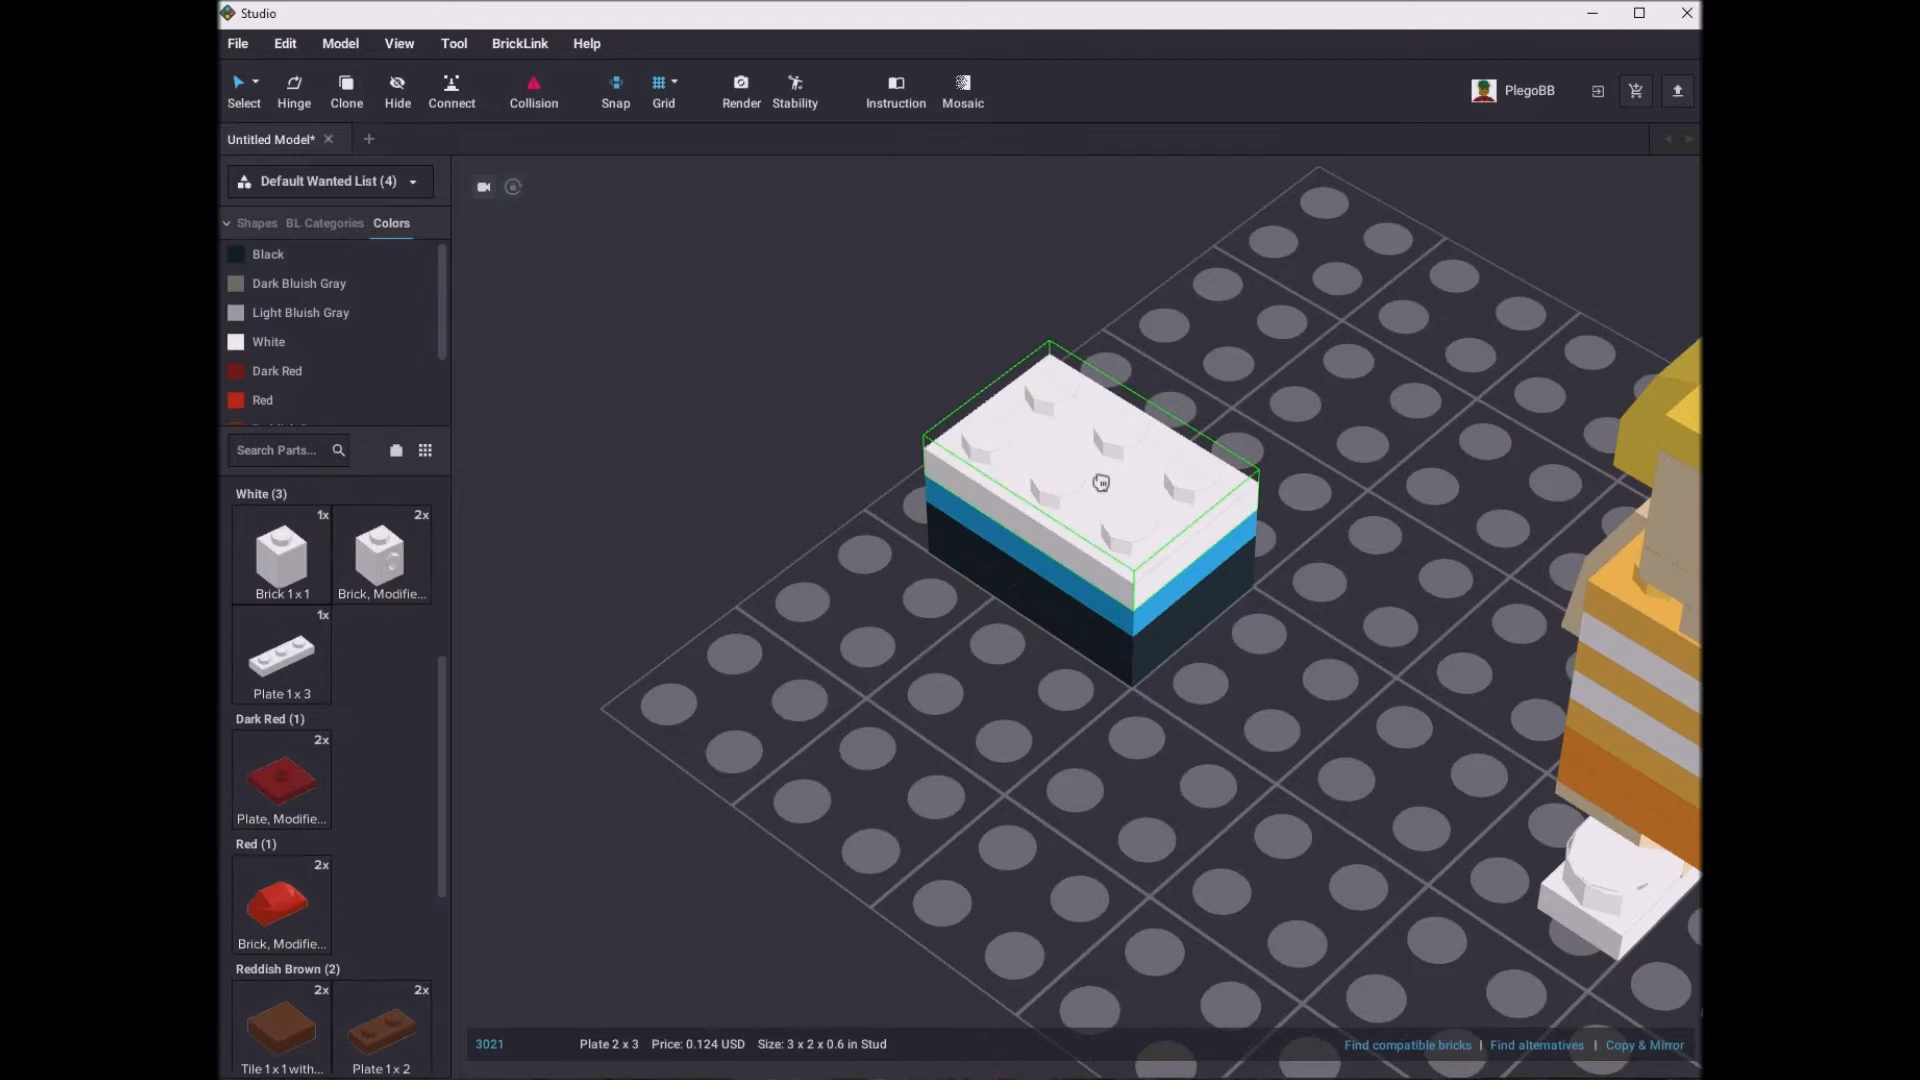 Studio
File Edit Model View Tool BrickLink Help
Select Hinge Clone Hide Connect Collision Snap Grid Render Stability Instruction Mosaic PlegoBB
Untitled Model*
Default Wanted List (4)
Shapes BL Categories Colors
Black
Dark Bluish Gray
Light Bluish Gray
White
Dark Red
Red
Search Parts...
White (3)
1x 2x
Brick 1 x 1 Brick, Modifie...
1x
Plate 1 x 3
Dark Red (1)
2x
Plate, Modifie...
Red (1)
2x
Brick, Modifie...
Reddish Brown (2)
2x 2x
Tile 1 x 1 with... Plate 1 x 2
3021 Plate 2 x 3 Price: 0.124 USD Size: 3 x 2 x 0.6 in Stud Find compatible bricks | Find alternatives | Copy & Mirror